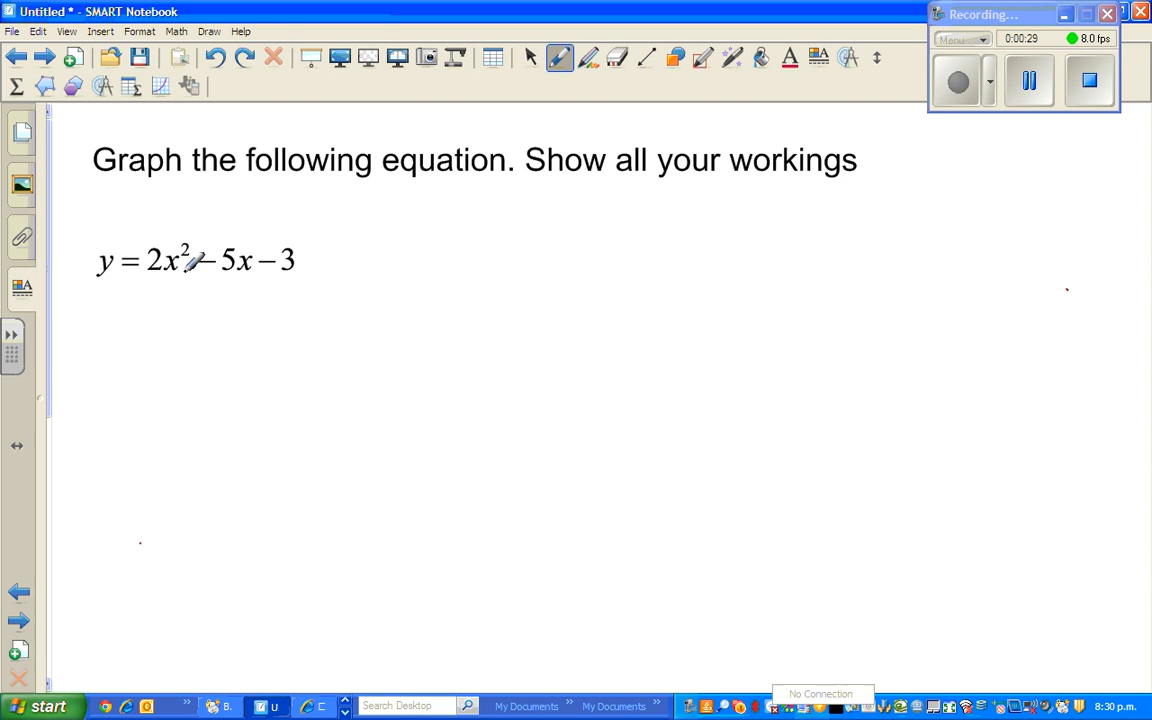 Untitled * - SMART Notebook
Recording...
File Edit View Insert Format Math Draw Help
Menu 0:00:29 8.0 fps
Graph the following equation. Show all your workings
y = 2x² − 5x − 3
No Connection
start B. U C Search Desktop My Documents » My Documents » 8:30 p.m.